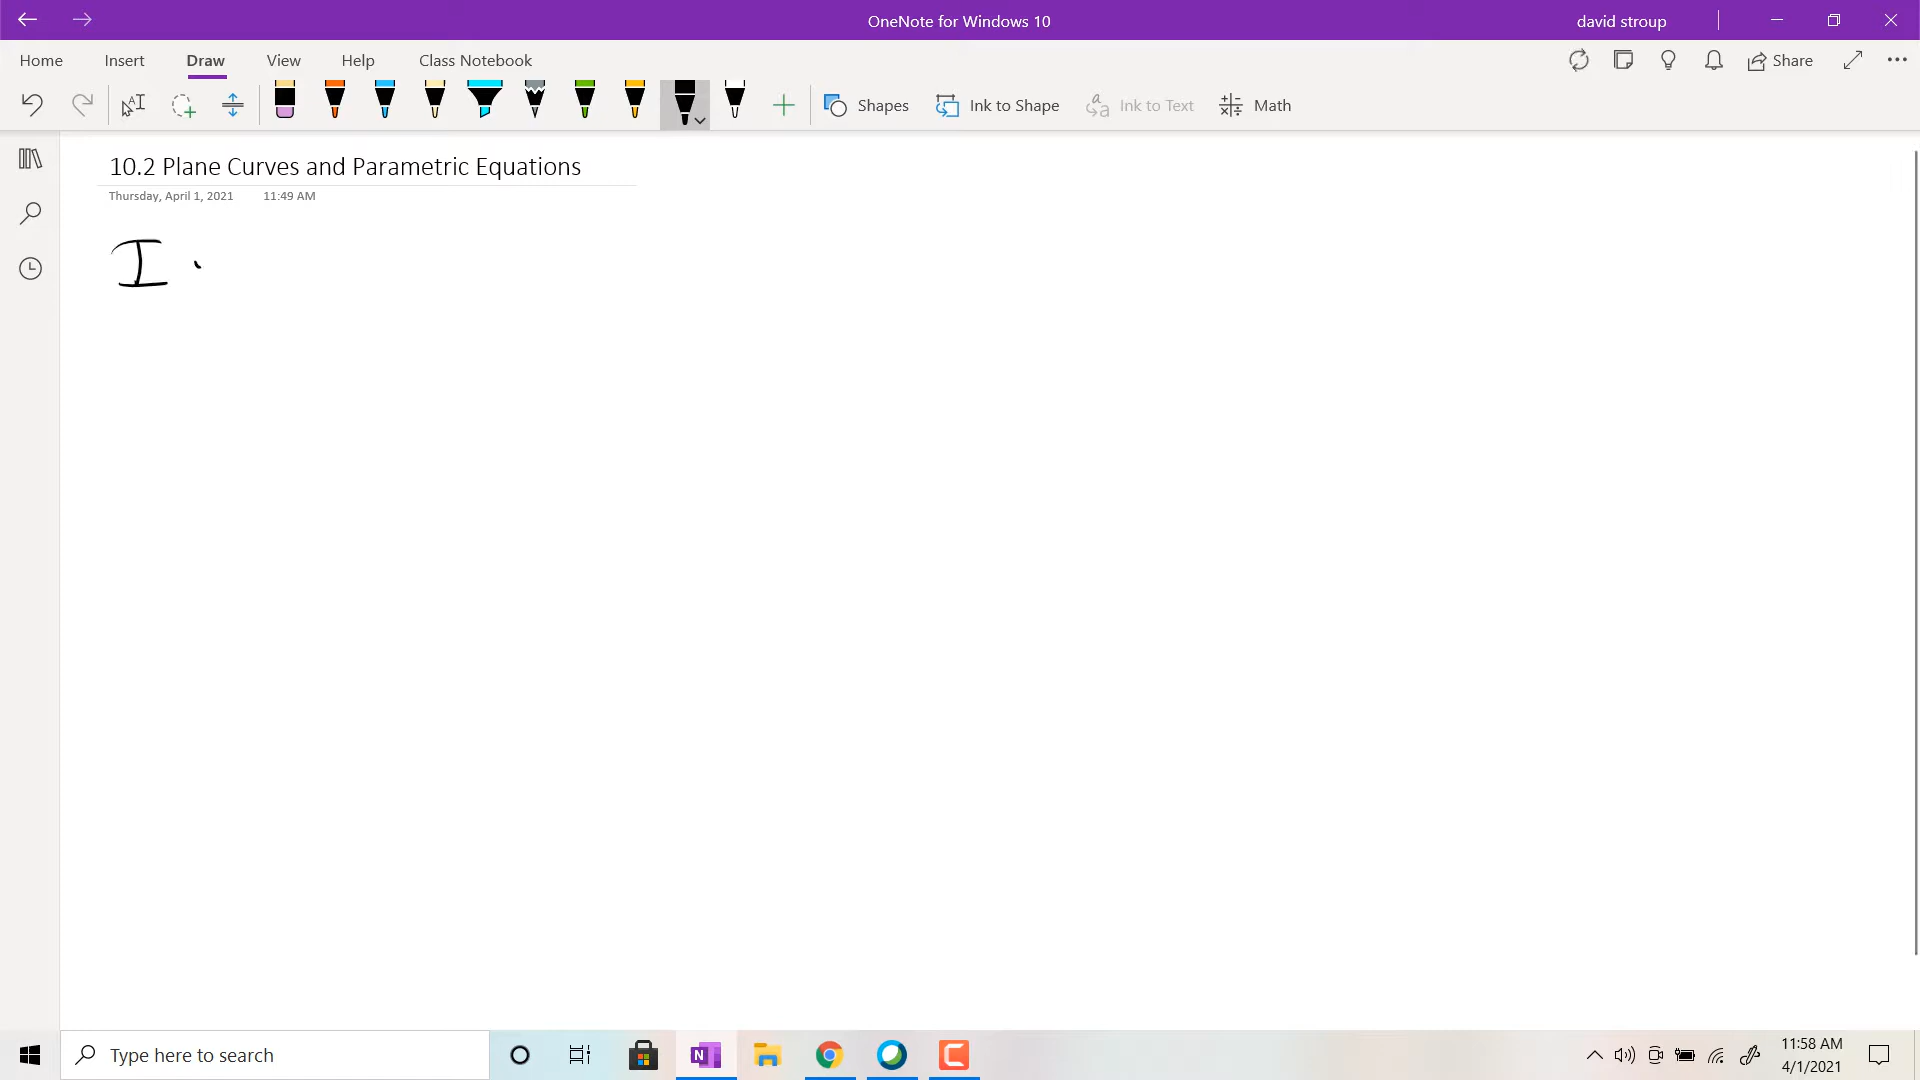 OneNote for Windows 10
david stroup
Home Insert Draw View Help Class Notebook
Share
Shapes Ink to Shape Ink to Text Math
10.2 Plane Curves and Parametric Equations
Thursday, April 1, 2021 11:49 AM
I .
Type here to search
11:58 AM
4/1/2021